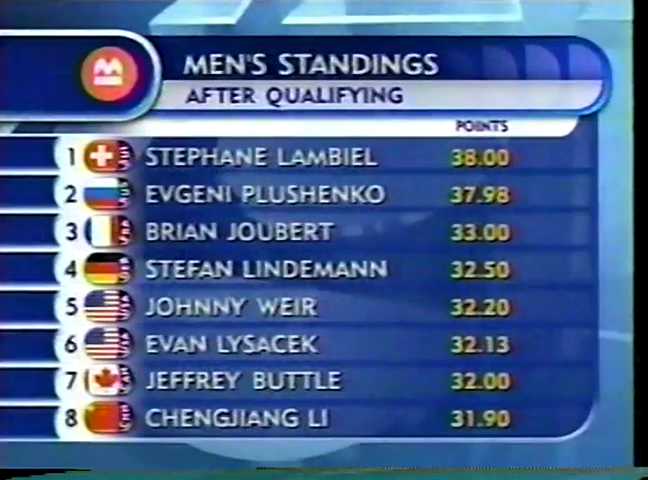 MEN'S STANDINGS
AFTER QUALIFYING
POINTS
1 STEPHANE LAMBIEL 38.00
2 EVGENI PLUSHENKO 37.98
3 BRIAN JOUBERT 33.00
4 STEFAN LINDEMANN 32.50
5 USA JOHNNY WEIR 32.20
6 USA EVAN LYSACEK 32.13
7 JEFFREY BUTTLE 32.00
8 CHENGJIANG LI 31.90